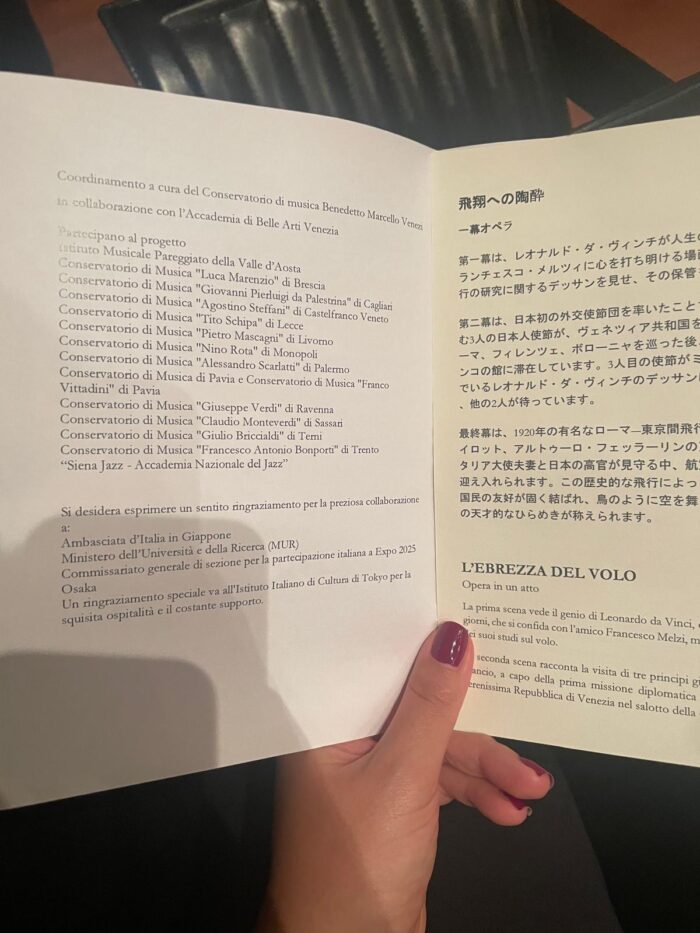 Coordinamento a cura del Conservatorio di musica Benedetto Marcello Venezi
in collaborazione con l'Accademia di Belle Arti Venezia
Partecipano al progetto
Istituto Musicale Pareggiato della Valle d'Aosta
Conservatorio di Musica "Luca Marenzio" di Brescia
Conservatorio di Musica "Giovanni Pierluigi da Palestrina" di Cagliari
Conservatorio di Musica "Agostino Steffani" di Castelfranco Veneto
Conservatorio di Musica "Tito Schipa" di Lecce
Conservatorio di Musica "Pietro Mascagni" di Livorno
Conservatorio di Musica "Nino Rota" di Monopoli
Conservatorio di Musica "Alessandro Scarlatti" di Palermo
Conservatorio di Musica di Pavia e Conservatorio di Musica "Franco
Vittadini" di Pavia
Conservatorio di Musica "Giuseppe Verdi" di Ravenna
Conservatorio di Musica "Claudio Monteverdi" di Sassari
Conservatorio di Musica "Giulio Briccialdi" di Terni
Conservatorio di Musica "Francesco Antonio Bonporti" di Trento
“Siena Jazz - Accademia Nazionale del Jazz”
Si desidera esprimere un sentito ringraziamento per la preziosa collaborazione
a:
Ambasciata d'Italia in Giappone
Ministero dell'Università e della Ricerca (MUR)
Commissariato generale di sezione per la partecipazione italiana a Expo 2025
Osaka
Un ringraziamento speciale va all'Istituto Italiano di Cultura di Tokyo per la
squisita ospitalità e il costante supporto.
飛翔への陶酔
一幕オペラ
第一幕は、レオナルド・ダ・ヴィンチが人生の
ランチェスコ・メルツィに心を打ち明ける場面
行の研究に関するデッサンを見せ、その保管
第二幕は、日本初の外交使節団を率いたことで
む3人の日本人使節が、ヴェネツィア共和国を
ーマ、フィレンツェ、ボローニャを巡った後、
ンコの館に滞在しています。3人目の使節がミ
でいるレオナルド・ダ・ヴィンチのデッサンに
、他の2人が待っています。
最終幕は、1920年の有名なローマ―東京間飛行
イロット、アルトゥーロ・フェッラーリンの
タリア大使夫妻と日本の高官が見守る中、航
迎え入れられます。この歴史的な飛行によっ
国民の友好が固く結ばれ、鳥のように空を舞
の天才的なひらめきが称えられます。
L'EBREZZA DEL VOLO
Opera in un atto
La prima scena vede il genio di Leonardo da Vinci,
giorni, che si confida con l'amico Francesco Melzi, m
ei suoi studi sul volo.
seconda scena racconta la visita di tre principi gi
ancio, a capo della prima missione diplomatica
erenissima Repubblica di Venezia nel salotto della